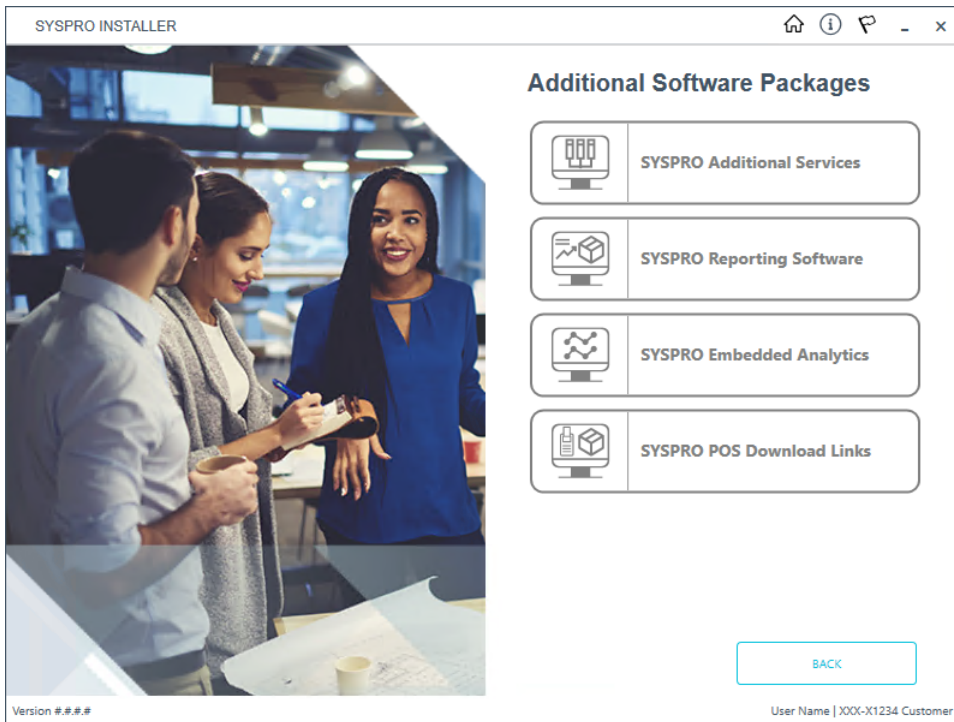 SYSPRO INSTALLER
Additional Software Packages
SYSPRO Additional Services
SYSPRO Reporting Software
SYSPRO Embedded Analytics
SYSPRO POS Download Links
BACK
Version #.#.#.#
User Name | XXX-X1234 Customer